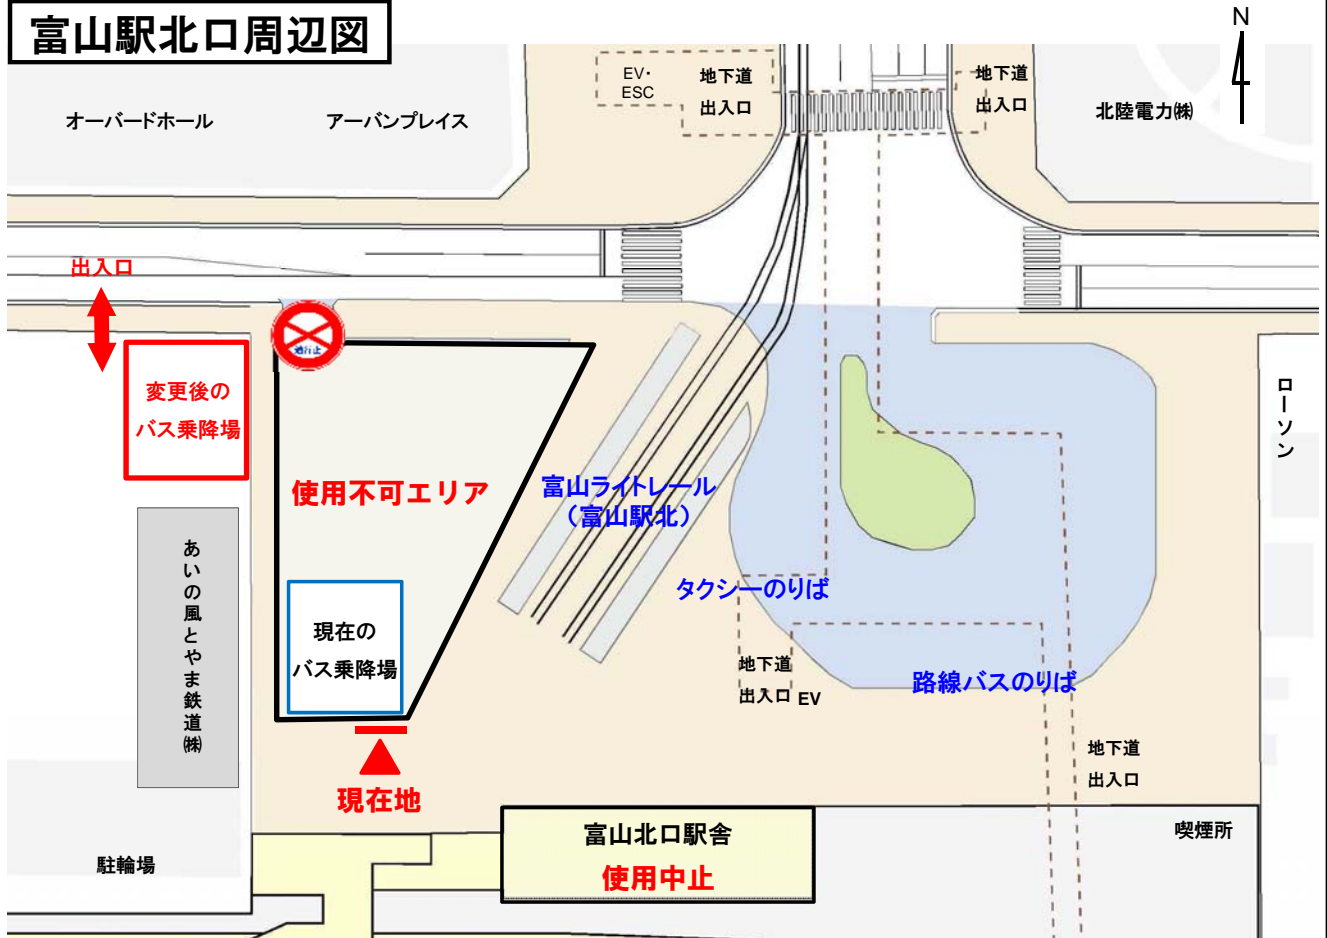 富山駅北口周辺図
N
EV・
ESC
地下道
出入口
地下道
出入口
オーバードホール
アーバンプレイス
北陸電力㈱
出入口
通行止
変更後の
バス乗降場
ローソン
使用不可エリア
富山ライトレール
（富山駅北）
あいの風とやま鉄道㈱
タクシーのりば
現在の
バス乗降場
地下道
出入口 EV
路線バスのりば
地下道
出入口
現在地
富山北口駅舎
使用中止
喫煙所
駐輪場